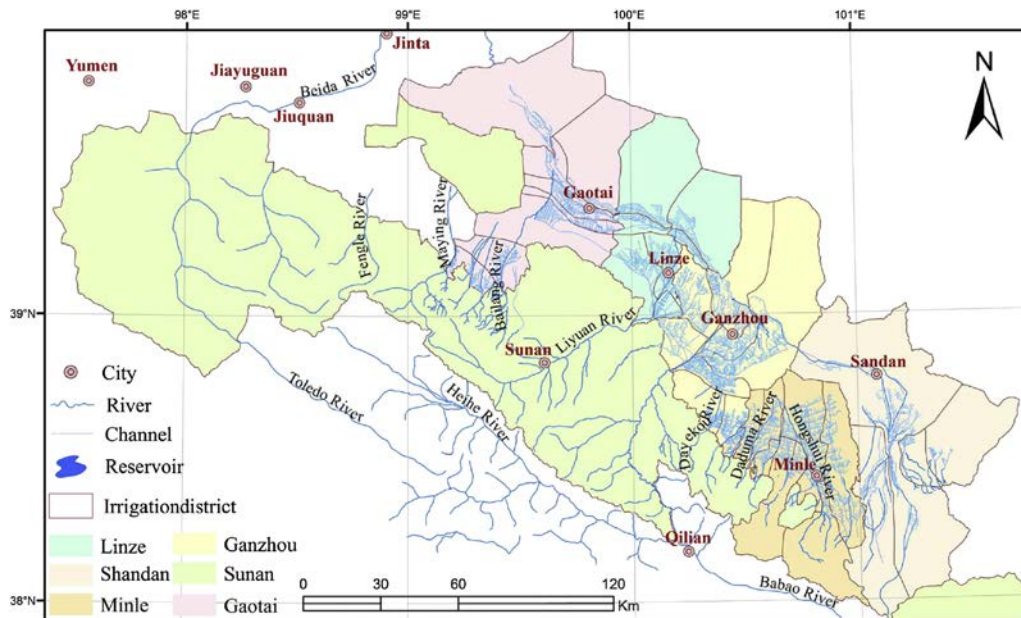 98°E
99°E
100°E
101°E
Jinta
Yumen
Jiayuguan
Beida River
Jiuquan
N
Gaotai
Fengle River
Maying River
Bailang River
Linze
39°N
Ganzhou
Sunan
Liyuan River
Sandan
Toledo River
Heihe River
Dayekou River
Daduma River
Hongshui River
Minle
Qilian
Babao River
City
River
Channel
Reservoir
Irrigationdistrict
Linze
Ganzhou
Shandan
Sunan
Minle
Gaotai
0 30 60 120
Km
38°N